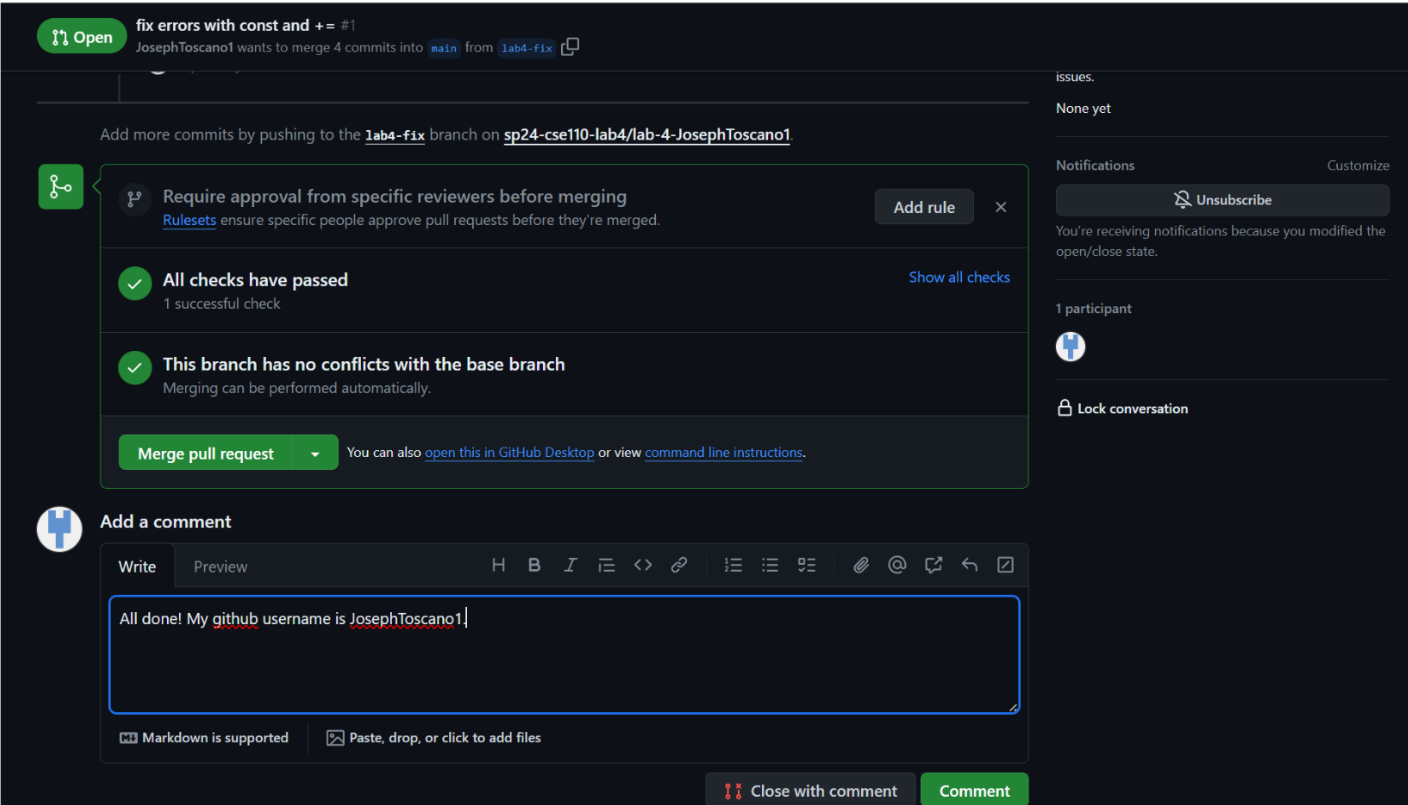 Open
fix errors with const and += #1
JosephToscano1 wants to merge 4 commits into main from lab4-fix
issues.
None yet
Add more commits by pushing to the lab4-fix branch on sp24-cse110-lab4/lab-4-JosephToscano1.
Notifications
Customize
Unsubscribe
You're receiving notifications because you modified the
open/close state.
1 participant
Lock conversation
Require approval from specific reviewers before merging
Rulesets ensure specific people approve pull requests before they're merged.
Add rule
All checks have passed
1 successful check
Show all checks
This branch has no conflicts with the base branch
Merging can be performed automatically.
Merge pull request
You can also open this in GitHub Desktop or view command line instructions.
Add a comment
Write
Preview
All done! My github username is JosephToscano1.
Markdown is supported
Paste, drop, or click to add files
Close with comment
Comment